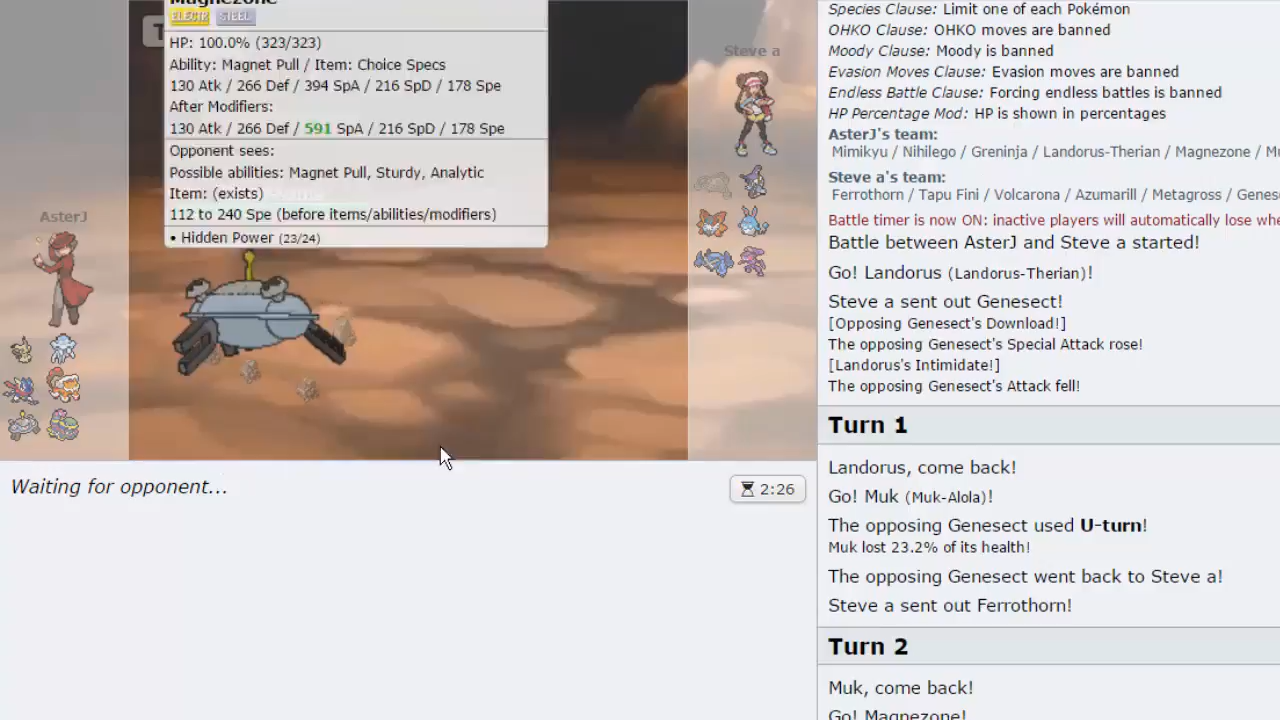 Magnezone
ELECTR STEEL
HP: 100.0% (323/323)
Ability: Magnet Pull / Item: Choice Specs
130 Atk / 266 Def / 394 SpA / 216 SpD / 178 Spe
After Modifiers:
130 Atk / 266 Def / 591 SpA / 216 SpD / 178 Spe
Opponent sees:
Possible abilities: Magnet Pull, Sturdy, Analytic
Item: (exists)
112 to 240 Spe (before items/abilities/modifiers)
• Hidden Power (23/24)
T
Steve a
AsterJ
Waiting for opponent...
2:26
Species Clause: Limit one of each Pokémon
OHKO Clause: OHKO moves are banned
Moody Clause: Moody is banned
Evasion Moves Clause: Evasion moves are banned
Endless Battle Clause: Forcing endless battles is banned
HP Percentage Mod: HP is shown in percentages
AsterJ's team:
Mimikyu / Nihilego / Greninja / Landorus-Therian / Magnezone / Mu
Steve a's team:
Ferrothorn / Tapu Fini / Volcarona / Azumarill / Metagross / Genes
Battle timer is now ON: inactive players will automatically lose whe
Battle between AsterJ and Steve a started!
Go! Landorus (Landorus-Therian)!
Steve a sent out Genesect!
[Opposing Genesect's Download!]
The opposing Genesect's Special Attack rose!
[Landorus's Intimidate!]
The opposing Genesect's Attack fell!
Turn 1
Landorus, come back!
Go! Muk (Muk-Alola)!
The opposing Genesect used U-turn!
Muk lost 23.2% of its health!
The opposing Genesect went back to Steve a!
Steve a sent out Ferrothorn!
Turn 2
Muk, come back!
Go! Magnezone!